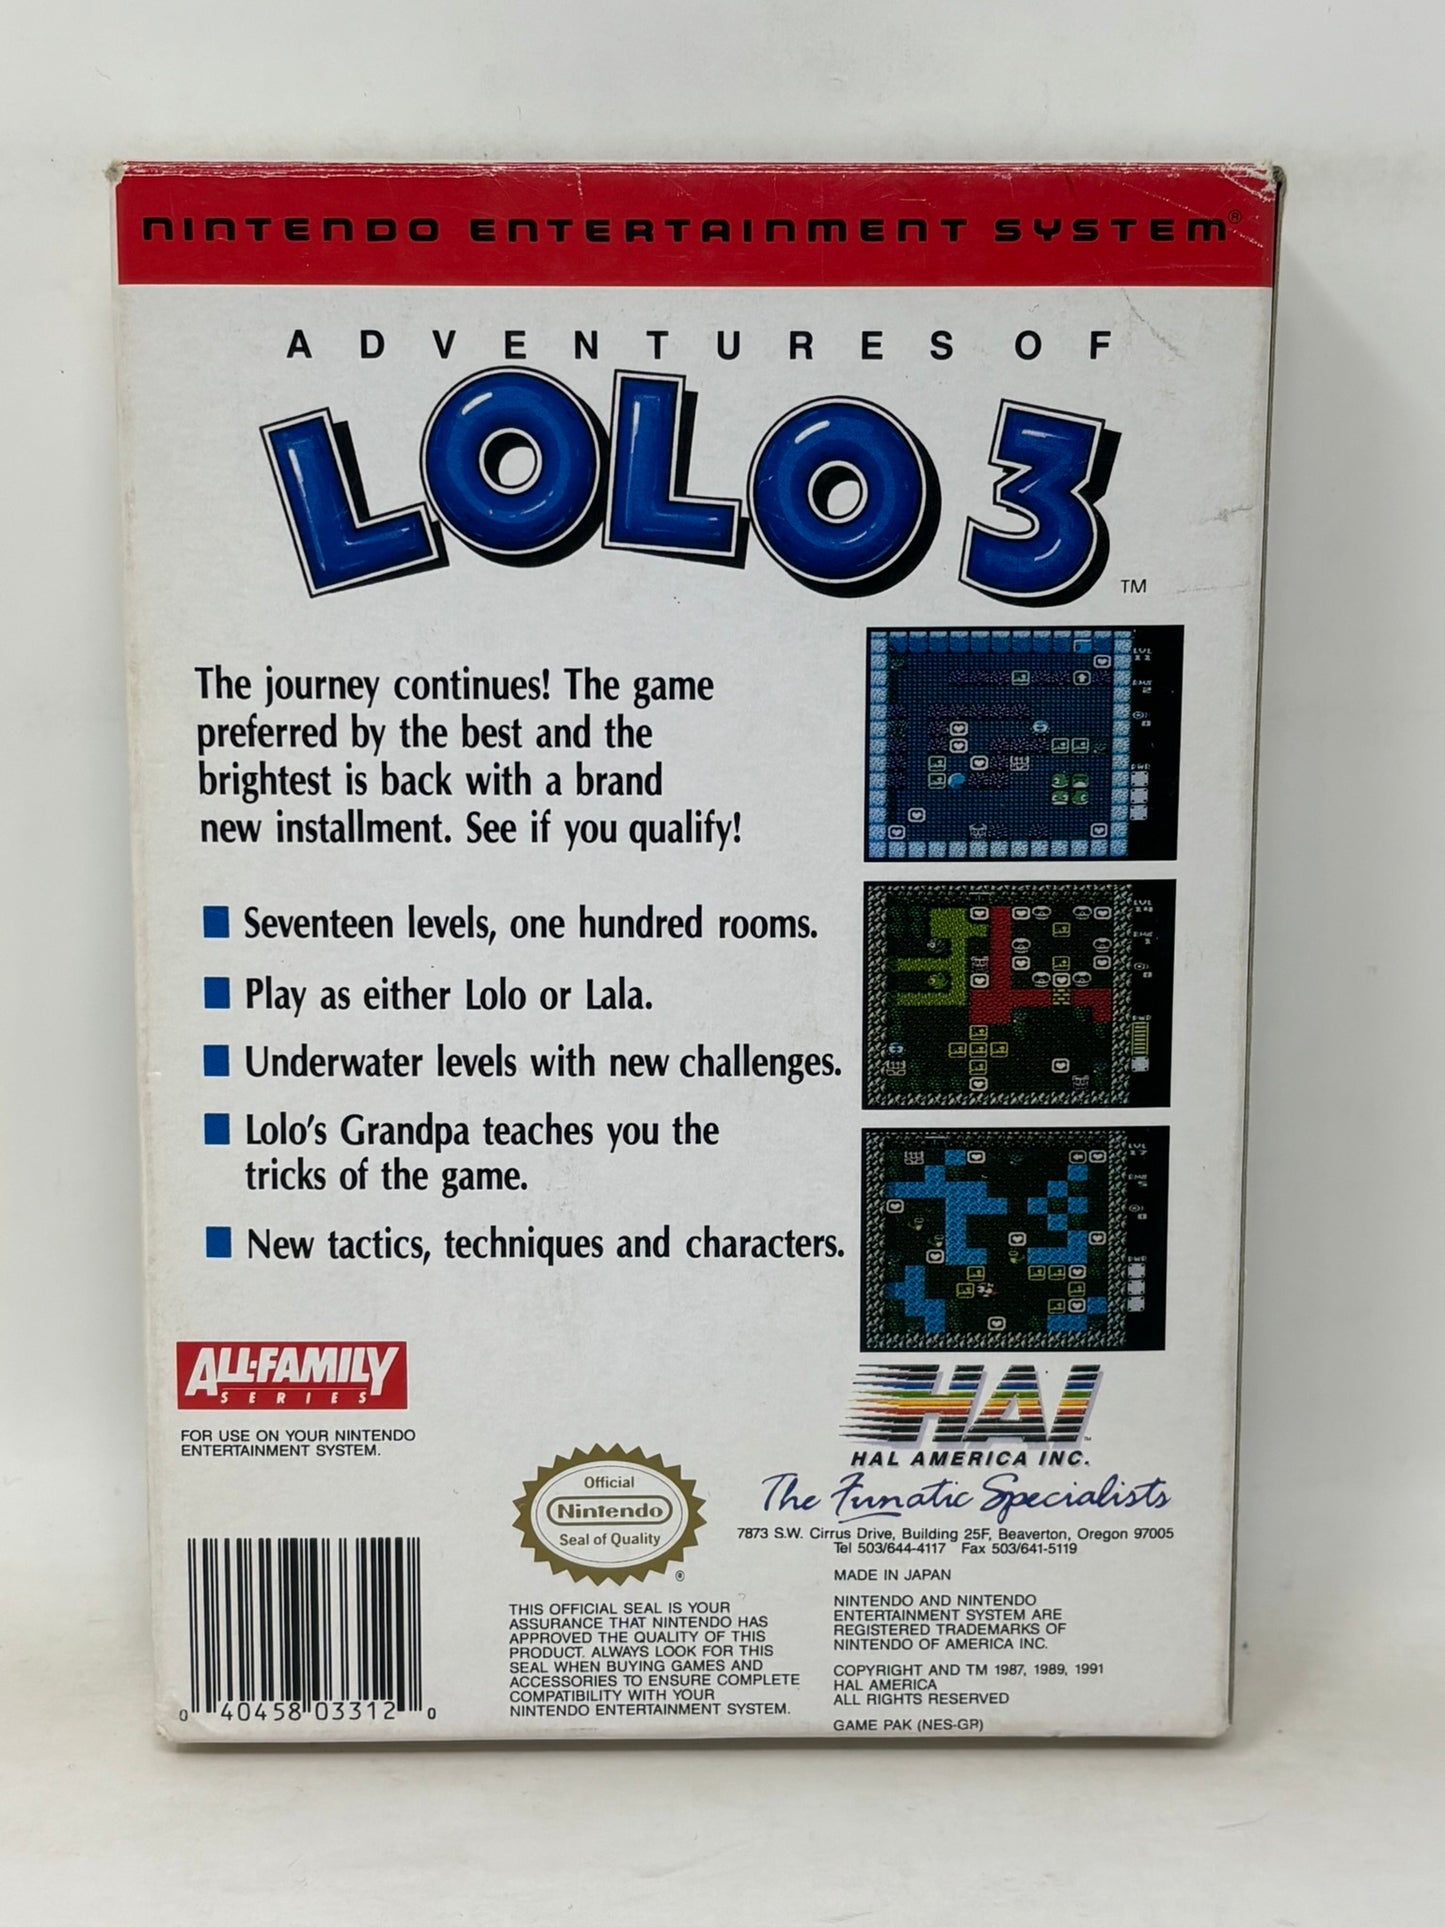 NINTENDO ENTERTAINMENT SYSTEM®
ADVENTURES OF
LOLO 3
TM
The journey continues! The game
preferred by the best and the
brightest is back with a brand
new installment. See if you qualify!
Seventeen levels, one hundred rooms.
Play as either Lolo or Lala.
Underwater levels with new challenges.
Lolo's Grandpa teaches you the
tricks of the game.
New tactics, techniques and characters.
ALL-FAMILY
SERIES
FOR USE ON YOUR NINTENDO
ENTERTAINMENT SYSTEM.
0 40458 03312 0
Official
Nintendo
Seal of Quality
®
THIS OFFICIAL SEAL IS YOUR
ASSURANCE THAT NINTENDO HAS
APPROVED THE QUALITY OF THIS
PRODUCT. ALWAYS LOOK FOR THIS
SEAL WHEN BUYING GAMES AND
ACCESSORIES TO ENSURE COMPLETE
COMPATIBILITY WITH YOUR
NINTENDO ENTERTAINMENT SYSTEM.
HAL
HAL AMERICA INC.
The Funatic Specialists
7873 S.W. Cirrus Drive, Building 25F, Beaverton, Oregon 97005
Tel 503/644-4117 Fax 503/641-5119
MADE IN JAPAN
NINTENDO AND NINTENDO
ENTERTAINMENT SYSTEM ARE
REGISTERED TRADEMARKS OF
NINTENDO OF AMERICA INC.
COPYRIGHT AND TM 1987, 1989, 1991
HAL AMERICA
ALL RIGHTS RESERVED
GAME PAK (NES-GP)